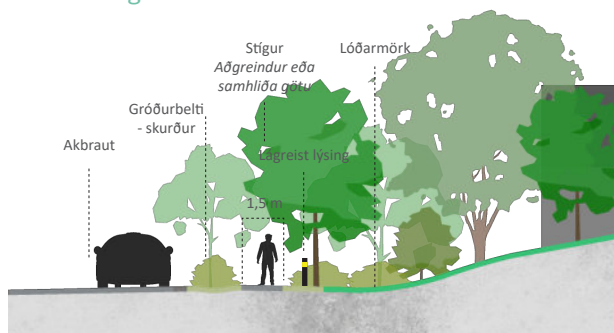 Stígur
Aðgreindur eða
samhliða götu
Lóðarmörk
Gróðurbelti
- skurður
Akbraut
Lágreist lýsing
1,5 m